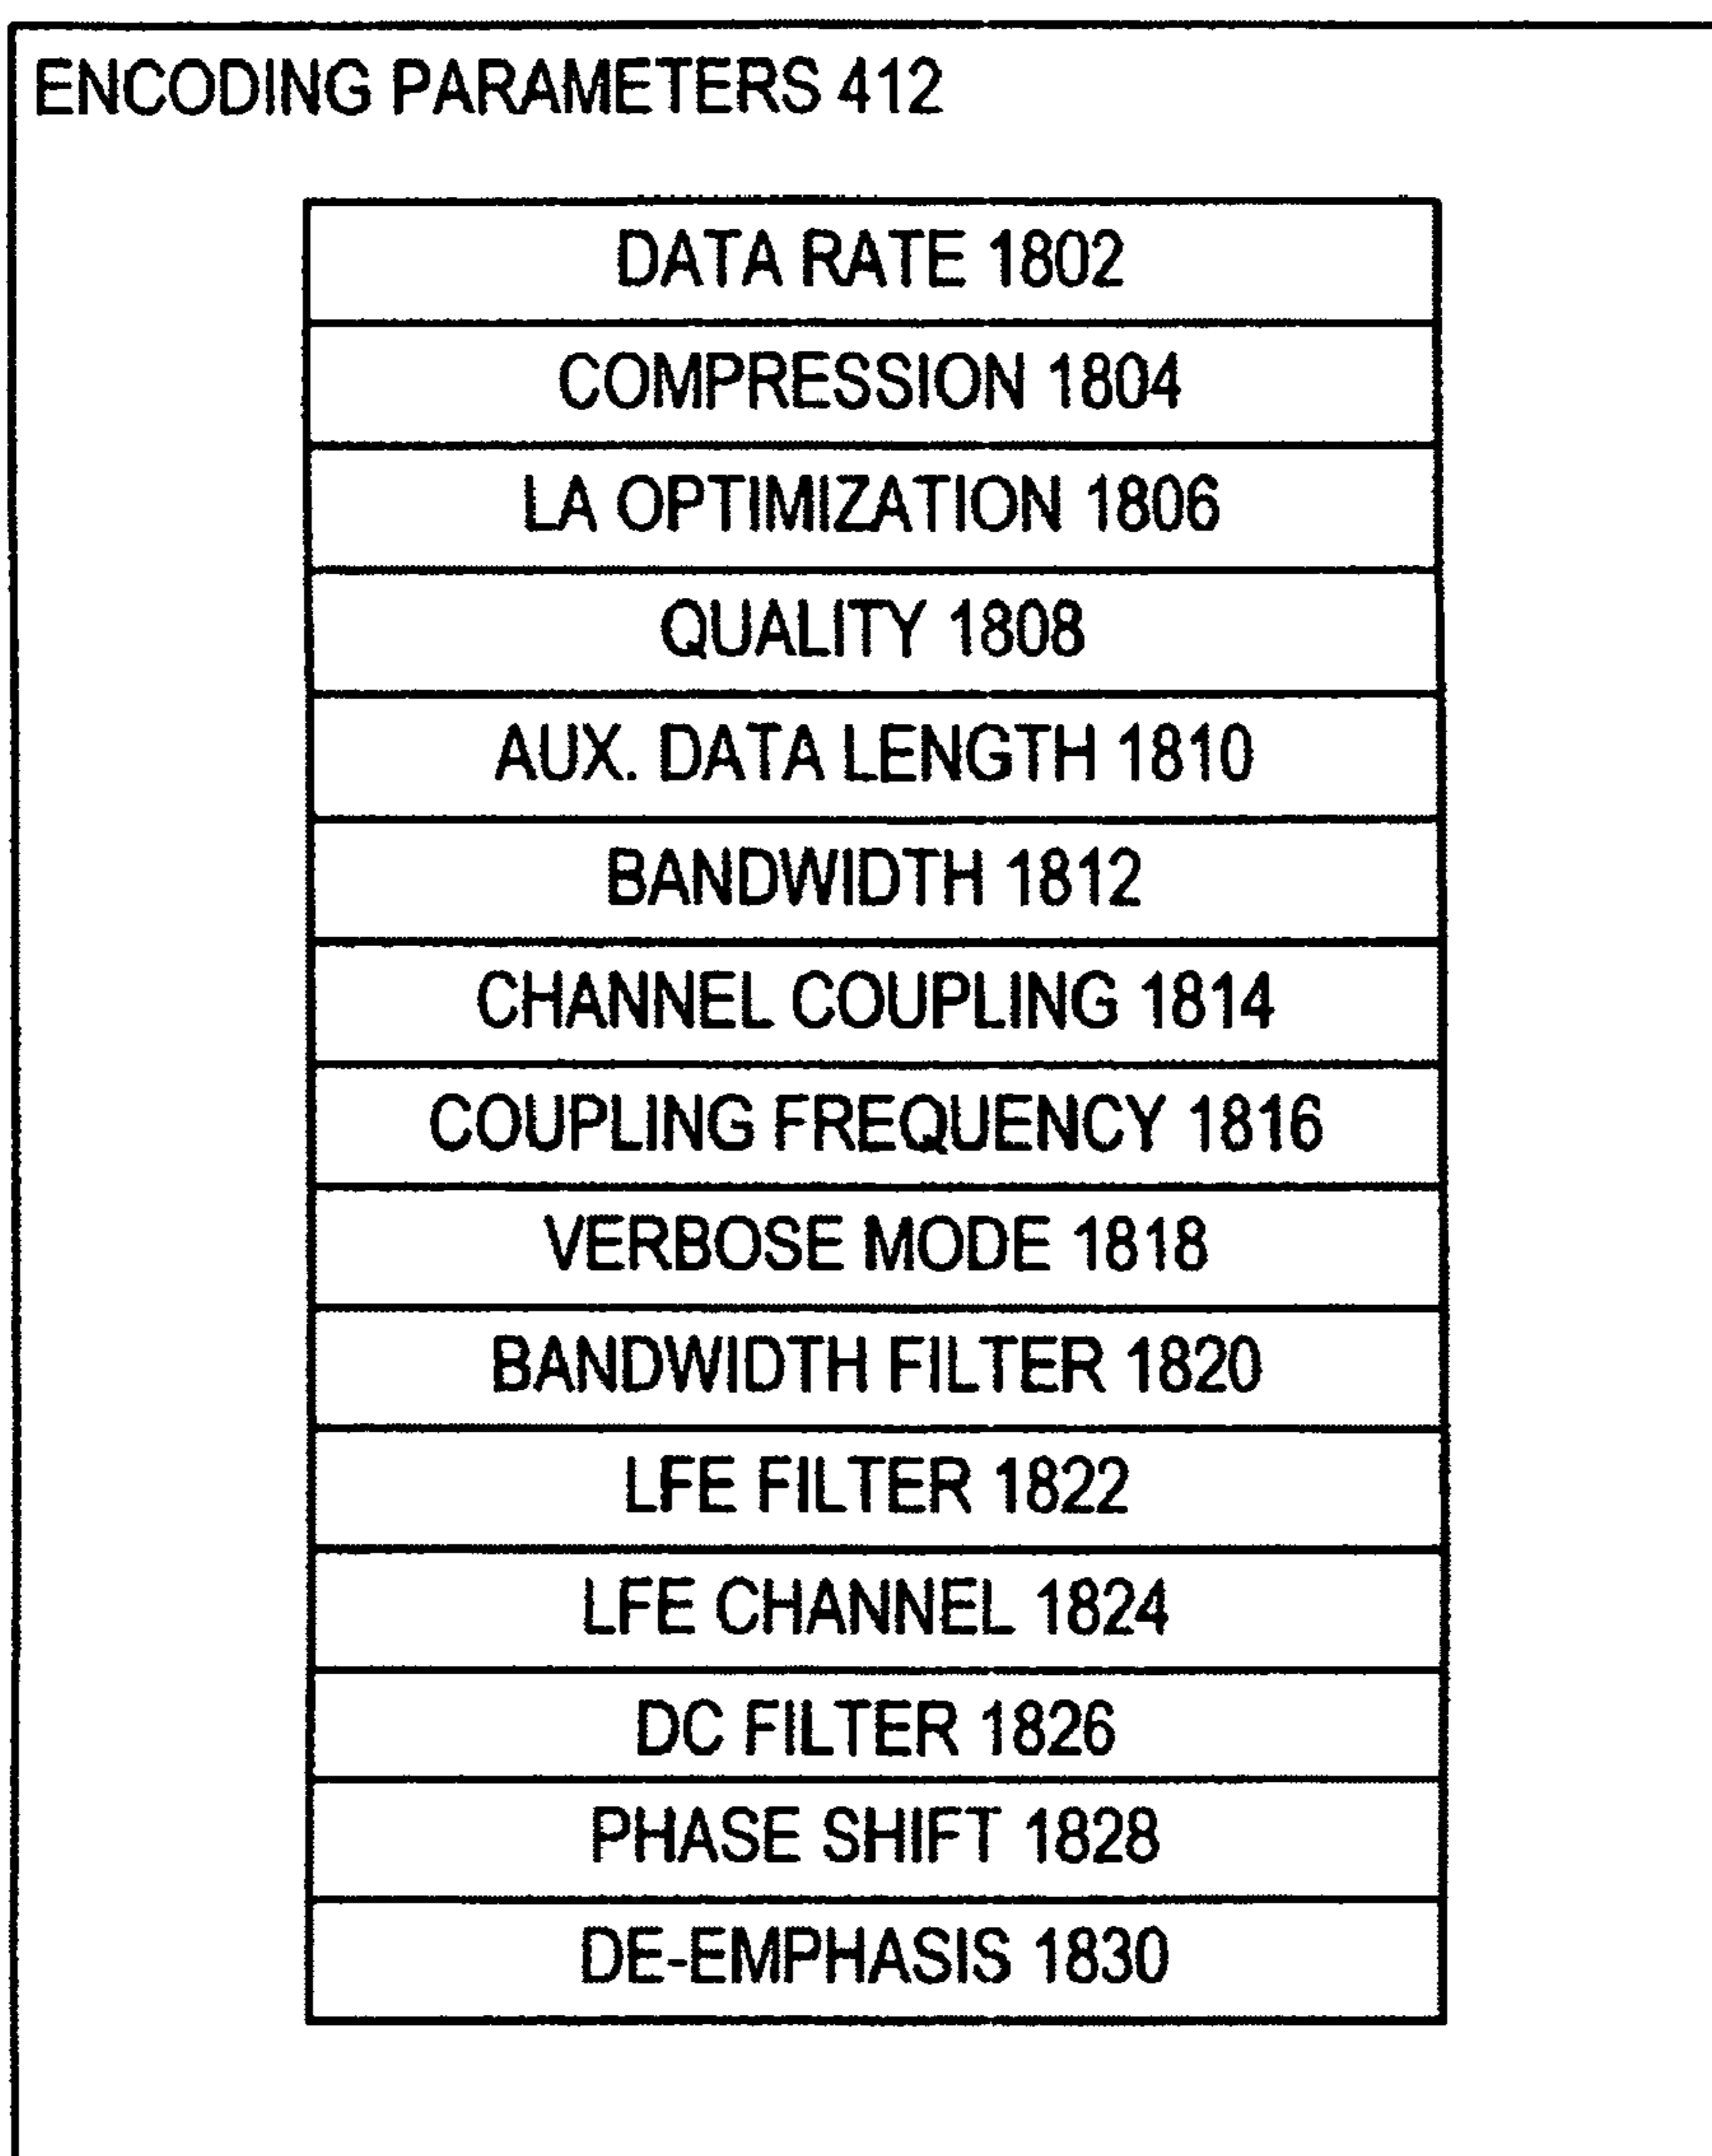 ENCODING PARAMETERS 412
DATA RATE 1802
COMPRESSION 1804
LA OPTIMIZATION 1806
QUALITY 1808
AUX. DATA LENGTH 1810
BANDWIDTH 1812
CHANNEL COUPLING 1814
COUPLING FREQUENCY 1816
VERBOSE MODE 1818
BANDWIDTH FILTER 1820
LFE FILTER 1822
LFE CHANNEL 1824
DC FILTER 1826
PHASE SHIFT 1828
DE-EMPHASIS 1830